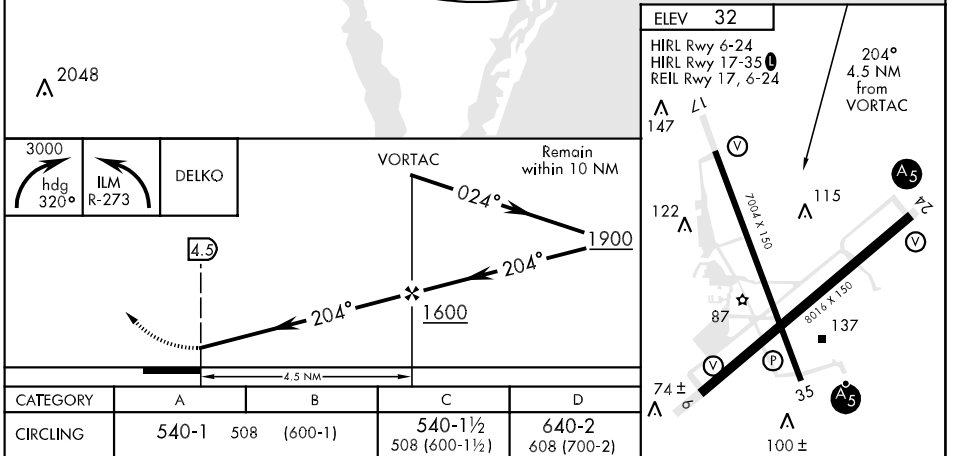 2048
3000
hdg
320°
ILM
R-273
DELKO
VORTAC
Remain
within 10 NM
024°
1900
204°
1600
204°
4.5
4.5 NM
CATEGORY A B C D
CIRCLING 540-1 508 (600-1) 540-1½ 508 (600-1½) 640-2 608 (700-2)
ELEV 32
HIRL Rwy 6-24
HIRL Rwy 17-35 L
REIL Rwy 17, 6-24
204°
4.5 NM
from
VORTAC
147
17
V
A5
122
7004 X 150
115
24
V
87
8016 X 150
137
V
P
74 ±
6
35
A5
100 ±